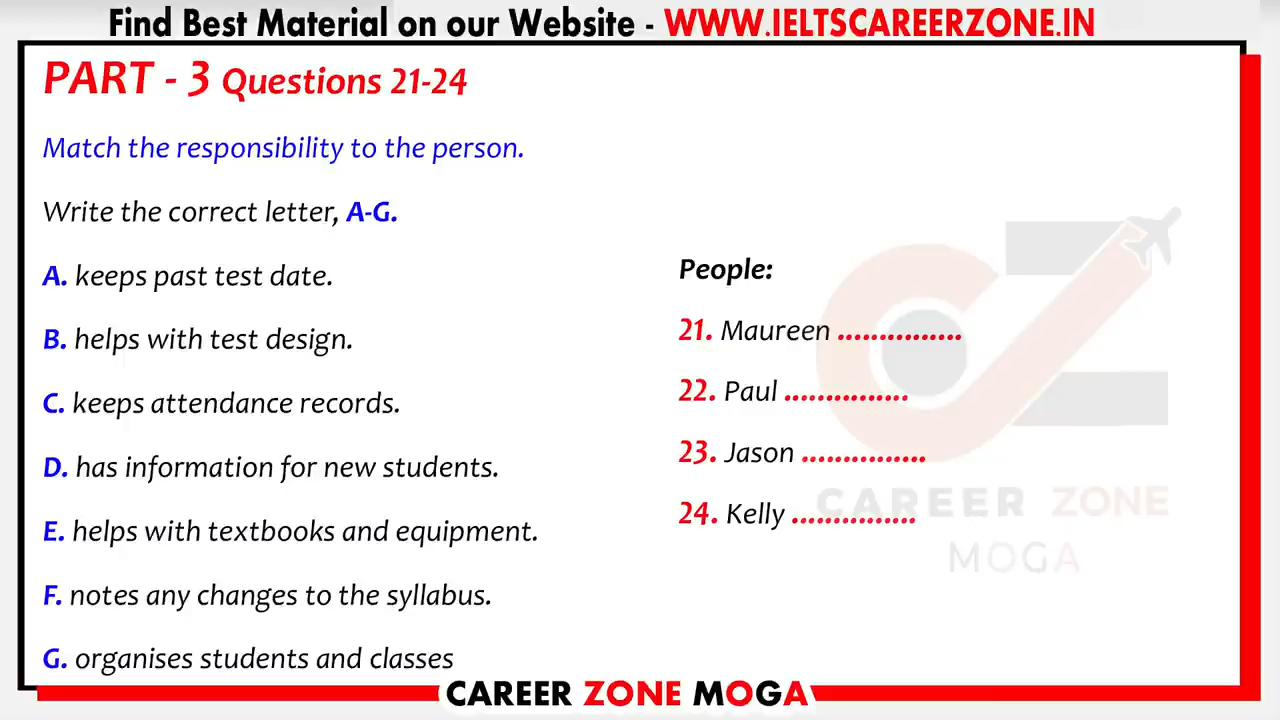 Find Best Material on our Website - WWW.IELTSCAREERZONE.IN
PART - 3 Questions 21-24
Match the responsibility to the person.
Write the correct letter, A-G.
A. keeps past test date.
B. helps with test design.
C. keeps attendance records.
D. has information for new students.
E. helps with textbooks and equipment.
F. notes any changes to the syllabus.
G. organises students and classes
People:
21. Maureen ...............
22. Paul ...............
23. Jason ...............
24. Kelly ...............
CAREER ZONE
MOGA
CAREER ZONE MOGA